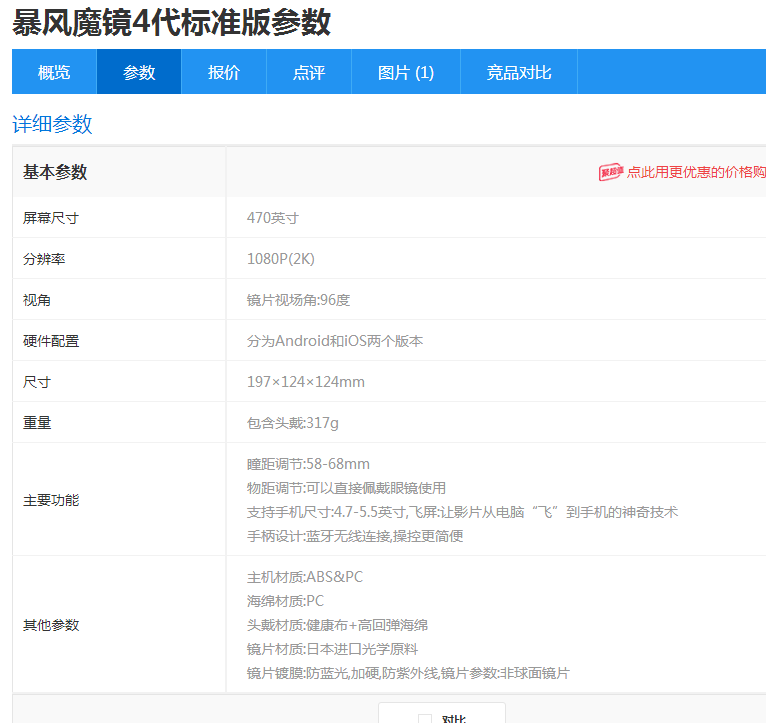 暴风魔镜4代标准版参数
概览 参数 报价 点评 图片 (1) 竞品对比
详细参数
基本参数 聚超值 点此用更优惠的价格购
屏幕尺寸 470英寸
分辨率 1080P(2K)
视角 镜片视场角:96度
硬件配置 分为Android和iOS两个版本
尺寸 197×124×124mm
重量 包含头戴:317g
主要功能 瞳距调节:58-68mm
物距调节:可以直接佩戴眼镜使用
支持手机尺寸:4.7-5.5英寸,飞屏:让影片从电脑“飞”到手机的神奇技术
手柄设计:蓝牙无线连接,操控更简便
其他参数 主机材质:ABS&PC
海绵材质:PC
头戴材质:健康布+高回弹海绵
镜片材质:日本进口光学原料
镜片镀膜:防蓝光,加硬,防紫外线,镜片参数:非球面镜片
对比